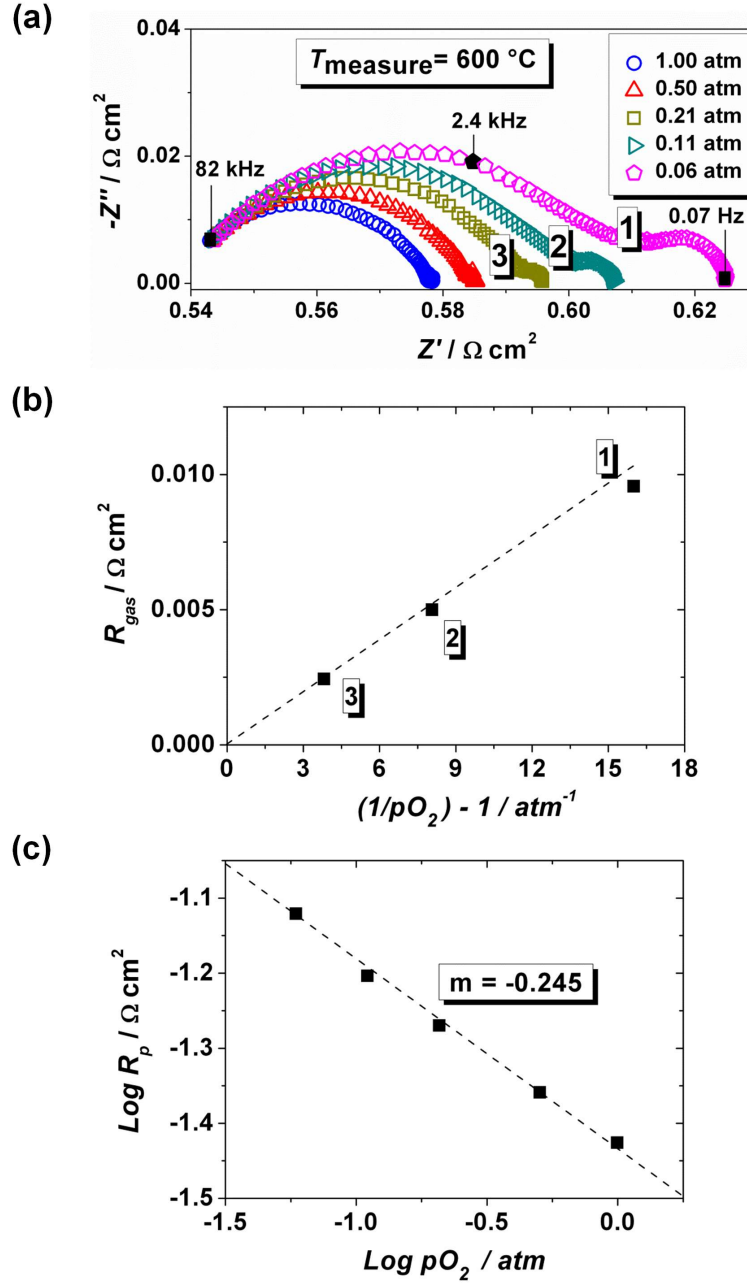 (a)
0.04
0.02
0.00
-Z″ / Ω cm²
T measure = 600 °C
1.00 atm
0.50 atm
0.21 atm
0.11 atm
0.06 atm
82 kHz
2.4 kHz
0.07 Hz
3
2
1
0.54 0.56 0.58 0.60 0.62
Z′ / Ω cm²
(b)
0.010
0.005
0.000
R_gas / Ω cm²
1
2
3
0 3 6 9 12 15 18
(1/pO₂) - 1 / atm⁻¹
(c)
-1.1
-1.2
-1.3
-1.4
-1.5
Log R_p / Ω cm²
m = -0.245
-1.5 -1.0 -0.5 0.0
Log pO₂ / atm